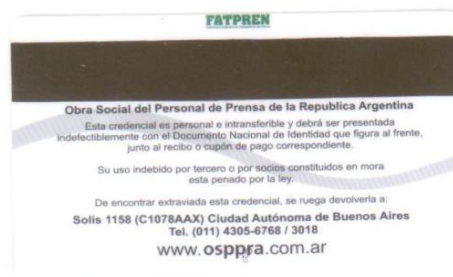 FATPREN
Obra Social del Personal de Prensa de la Republica Argentina
Esta credencial es personal e intransferible y debrá ser presentada
indefectiblemente con el Documento Nacional de Identidad que figura al frente,
junto al recibo o cupón de pago correspondiente.
Su uso indebido por tercero o por socios constituidos en mora
esta penado por la ley.
De encontrar extraviada esta credencial, se ruega devolverla a:
Solis 1158 (C1078AAX) Ciudad Autónoma de Buenos Aires
Tel. (011) 4305-6768 / 3018
www.osppra.com.ar